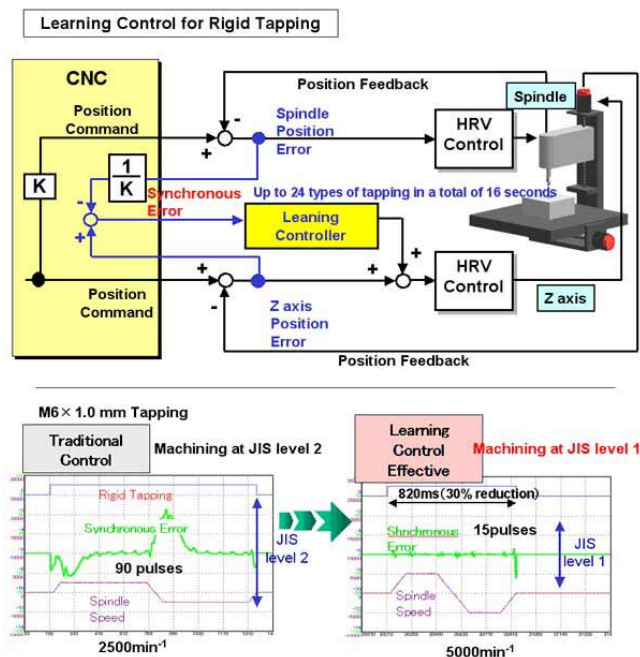 Learning Control for Rigid Tapping
CNC
Position Feedback
Spindle
Position
Command
Spindle
Position
Error
HRV
Control
K
1
K
Synchronous
Error
Up to 24 types of tapping in a total of 16 seconds
Leaning
Controller
HRV
Control
Z axis
Position
Command
Z axis
Position
Error
Position Feedback
M6×1.0 mm Tapping
Traditional
Control
Machining at JIS level 2
Learning
Control
Effective
Machining at JIS level 1
Rigid Tapping
Synchronous Error
90 pulses
Spindle
Speed
JIS
level 2
2500min-1
820ms(30% reduction)
Shnchronous
Error
15pulses
JIS
level 1
Spindle
Speed
5000min-1